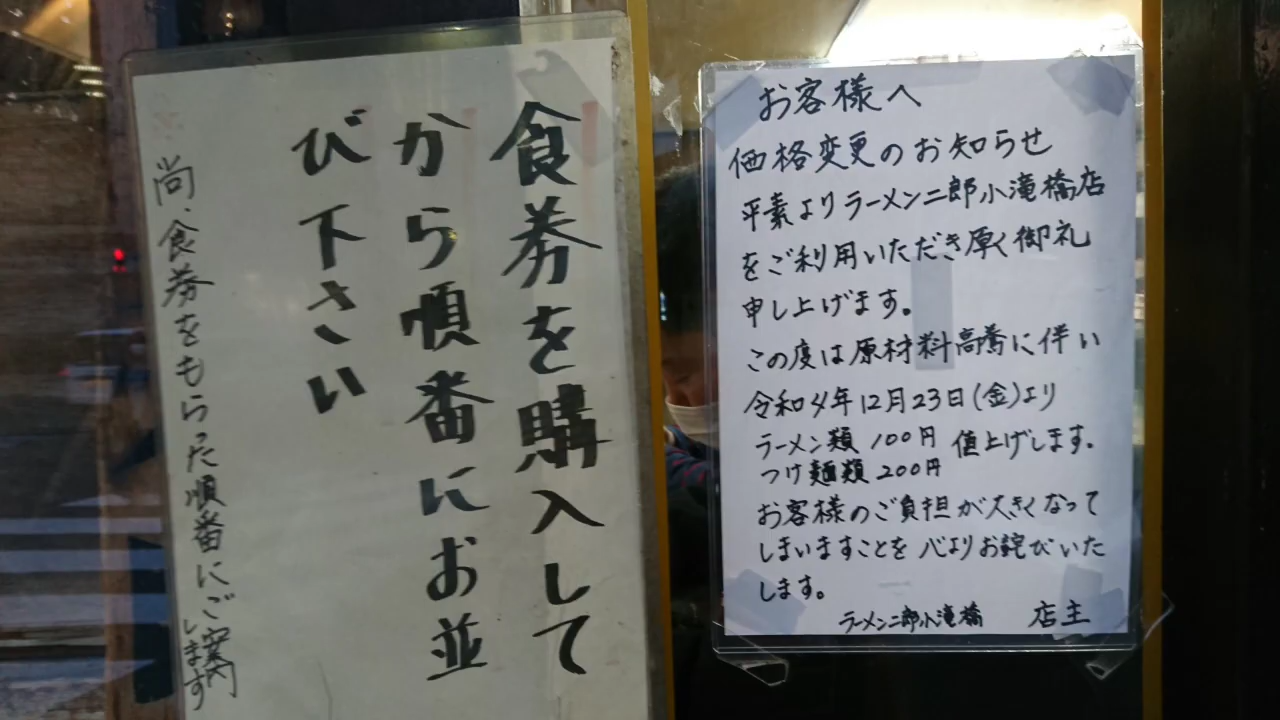 食券を購入して
から順番にお並
び下さい
尚、食券をもらった順番にご案内
います
お客様へ
価格変更のお知らせ
平素よりラーメン二郎小滝橋店
をご利用いただき厚く御礼
申し上げます。
この度は原材料高騰に伴い
令和4年12月23日(金)より
ラーメン類 100円 値上げします。
つけ麺類 200円
お客様のご負担が大きくなって
しまいますことを心よりお詫びいた
します。
ラーメン二郎小滝橋 店主